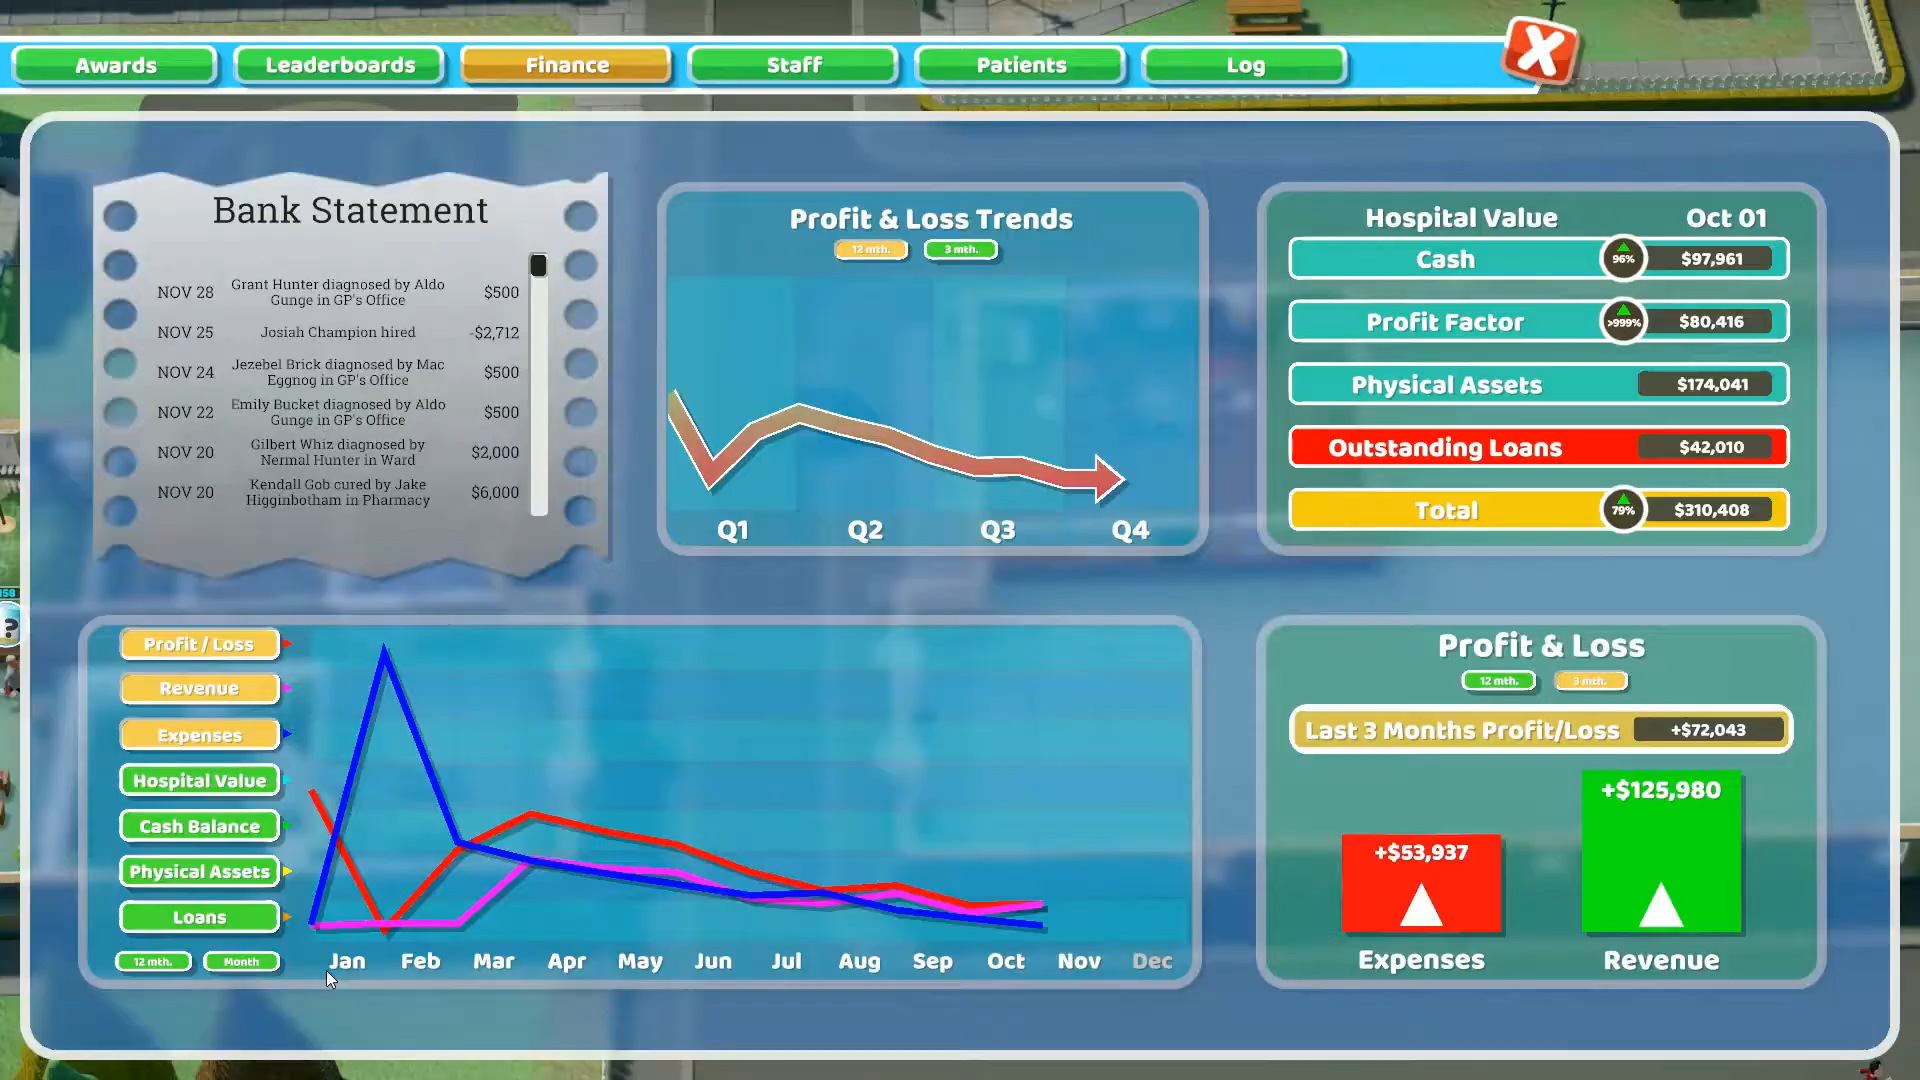 Awards
Leaderboards
Finance
Staff
Patients
Log
Bank Statement
NOV 28 Grant Hunter diagnosed by Aldo Gunge in GP's Office $500
NOV 25 Josiah Champion hired -$2,712
NOV 24 Jezebel Brick diagnosed by Mac Eggnog in GP's Office $500
NOV 22 Emily Bucket diagnosed by Aldo Gunge in GP's Office $500
NOV 20 Gilbert Whiz diagnosed by Nermal Hunter in Ward $2,000
NOV 20 Kendall Gob cured by Jake Higginbotham in Pharmacy $6,000
Profit & Loss Trends
12 mth. 3 mth.
Q1 Q2 Q3 Q4
Hospital Value Oct 01
Cash 96% $97,961
Profit Factor >999% $80,416
Physical Assets $174,041
Outstanding Loans $42,010
Total 79% $310,408
158
?
Profit / Loss
Revenue
Expenses
Hospital Value
Cash Balance
Physical Assets
Loans
12 mth. Month
Jan Feb Mar Apr May Jun Jul Aug Sep Oct Nov Dec
Profit & Loss
12 mth. 3 mth.
Last 3 Months Profit/Loss +$72,043
+$53,937
+$125,980
Expenses Revenue